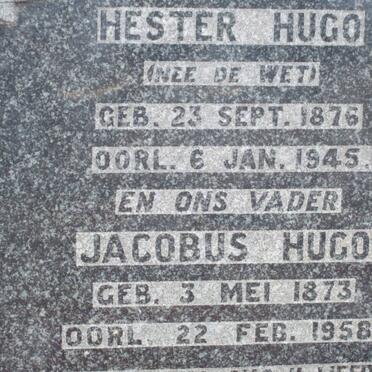 HESTER HUGO
(NEE DE WET)
GEB. 23 SEPT. 1876
OORL. 6 JAN. 1945.
EN ONS VADER
JACOBUS HUGO
GEB. 3 MEI 1873
OORL. 22 FEB. 1958